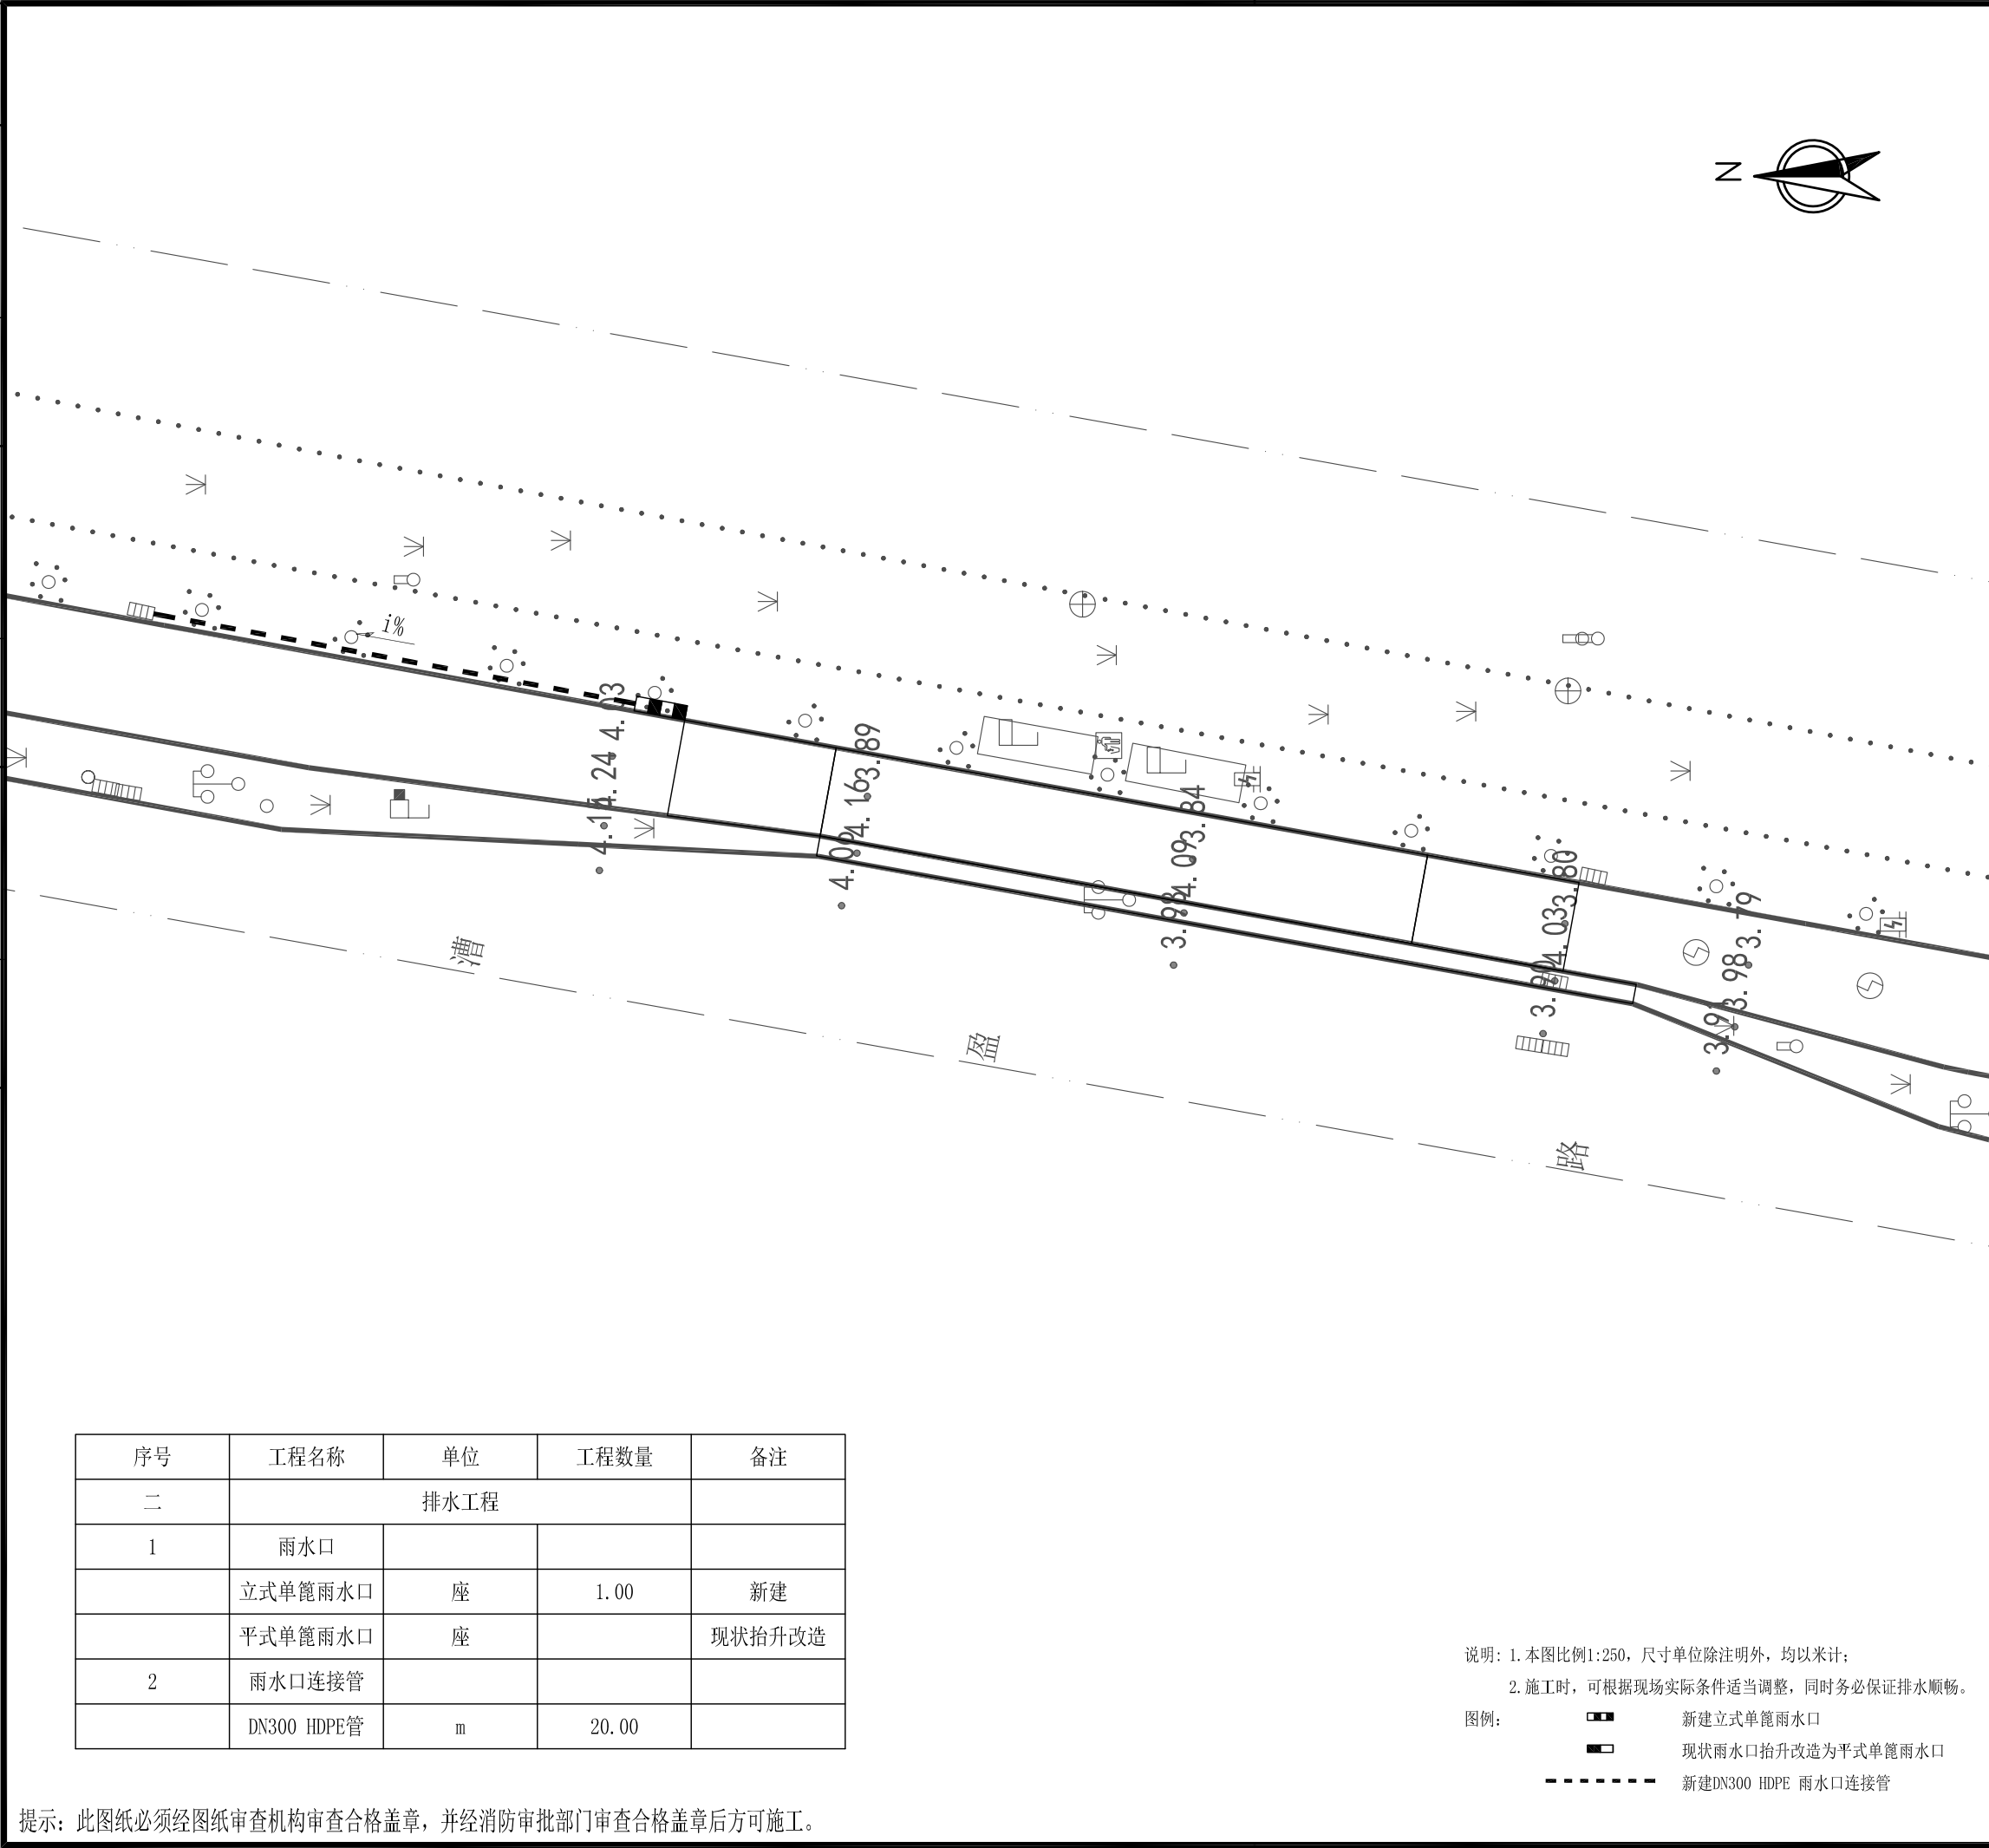 N
i%
4.03
4.24
4.17
3.89
4.16
4.09
3.84
4.09
3.98
3.80
4.03
3.90
3.79
3.98
3.91
漕
盈
路
序号 工程名称 单位 工程数量 备注
二 排水工程
1 雨水口
立式单篦雨水口 座 1.00 新建
平式单篦雨水口 座 现状抬升改造
2 雨水口连接管
DN300 HDPE管 m 20.00
说明: 1.本图比例1:250，尺寸单位除注明外，均以米计；
2.施工时，可根据现场实际条件适当调整，同时务必保证排水顺畅。
图例：
新建立式单篦雨水口
现状雨水口抬升改造为平式单篦雨水口
新建DN300 HDPE 雨水口连接管
提示：此图纸必须经图纸审查机构审查合格盖章，并经消防审批部门审查合格盖章后方可施工。